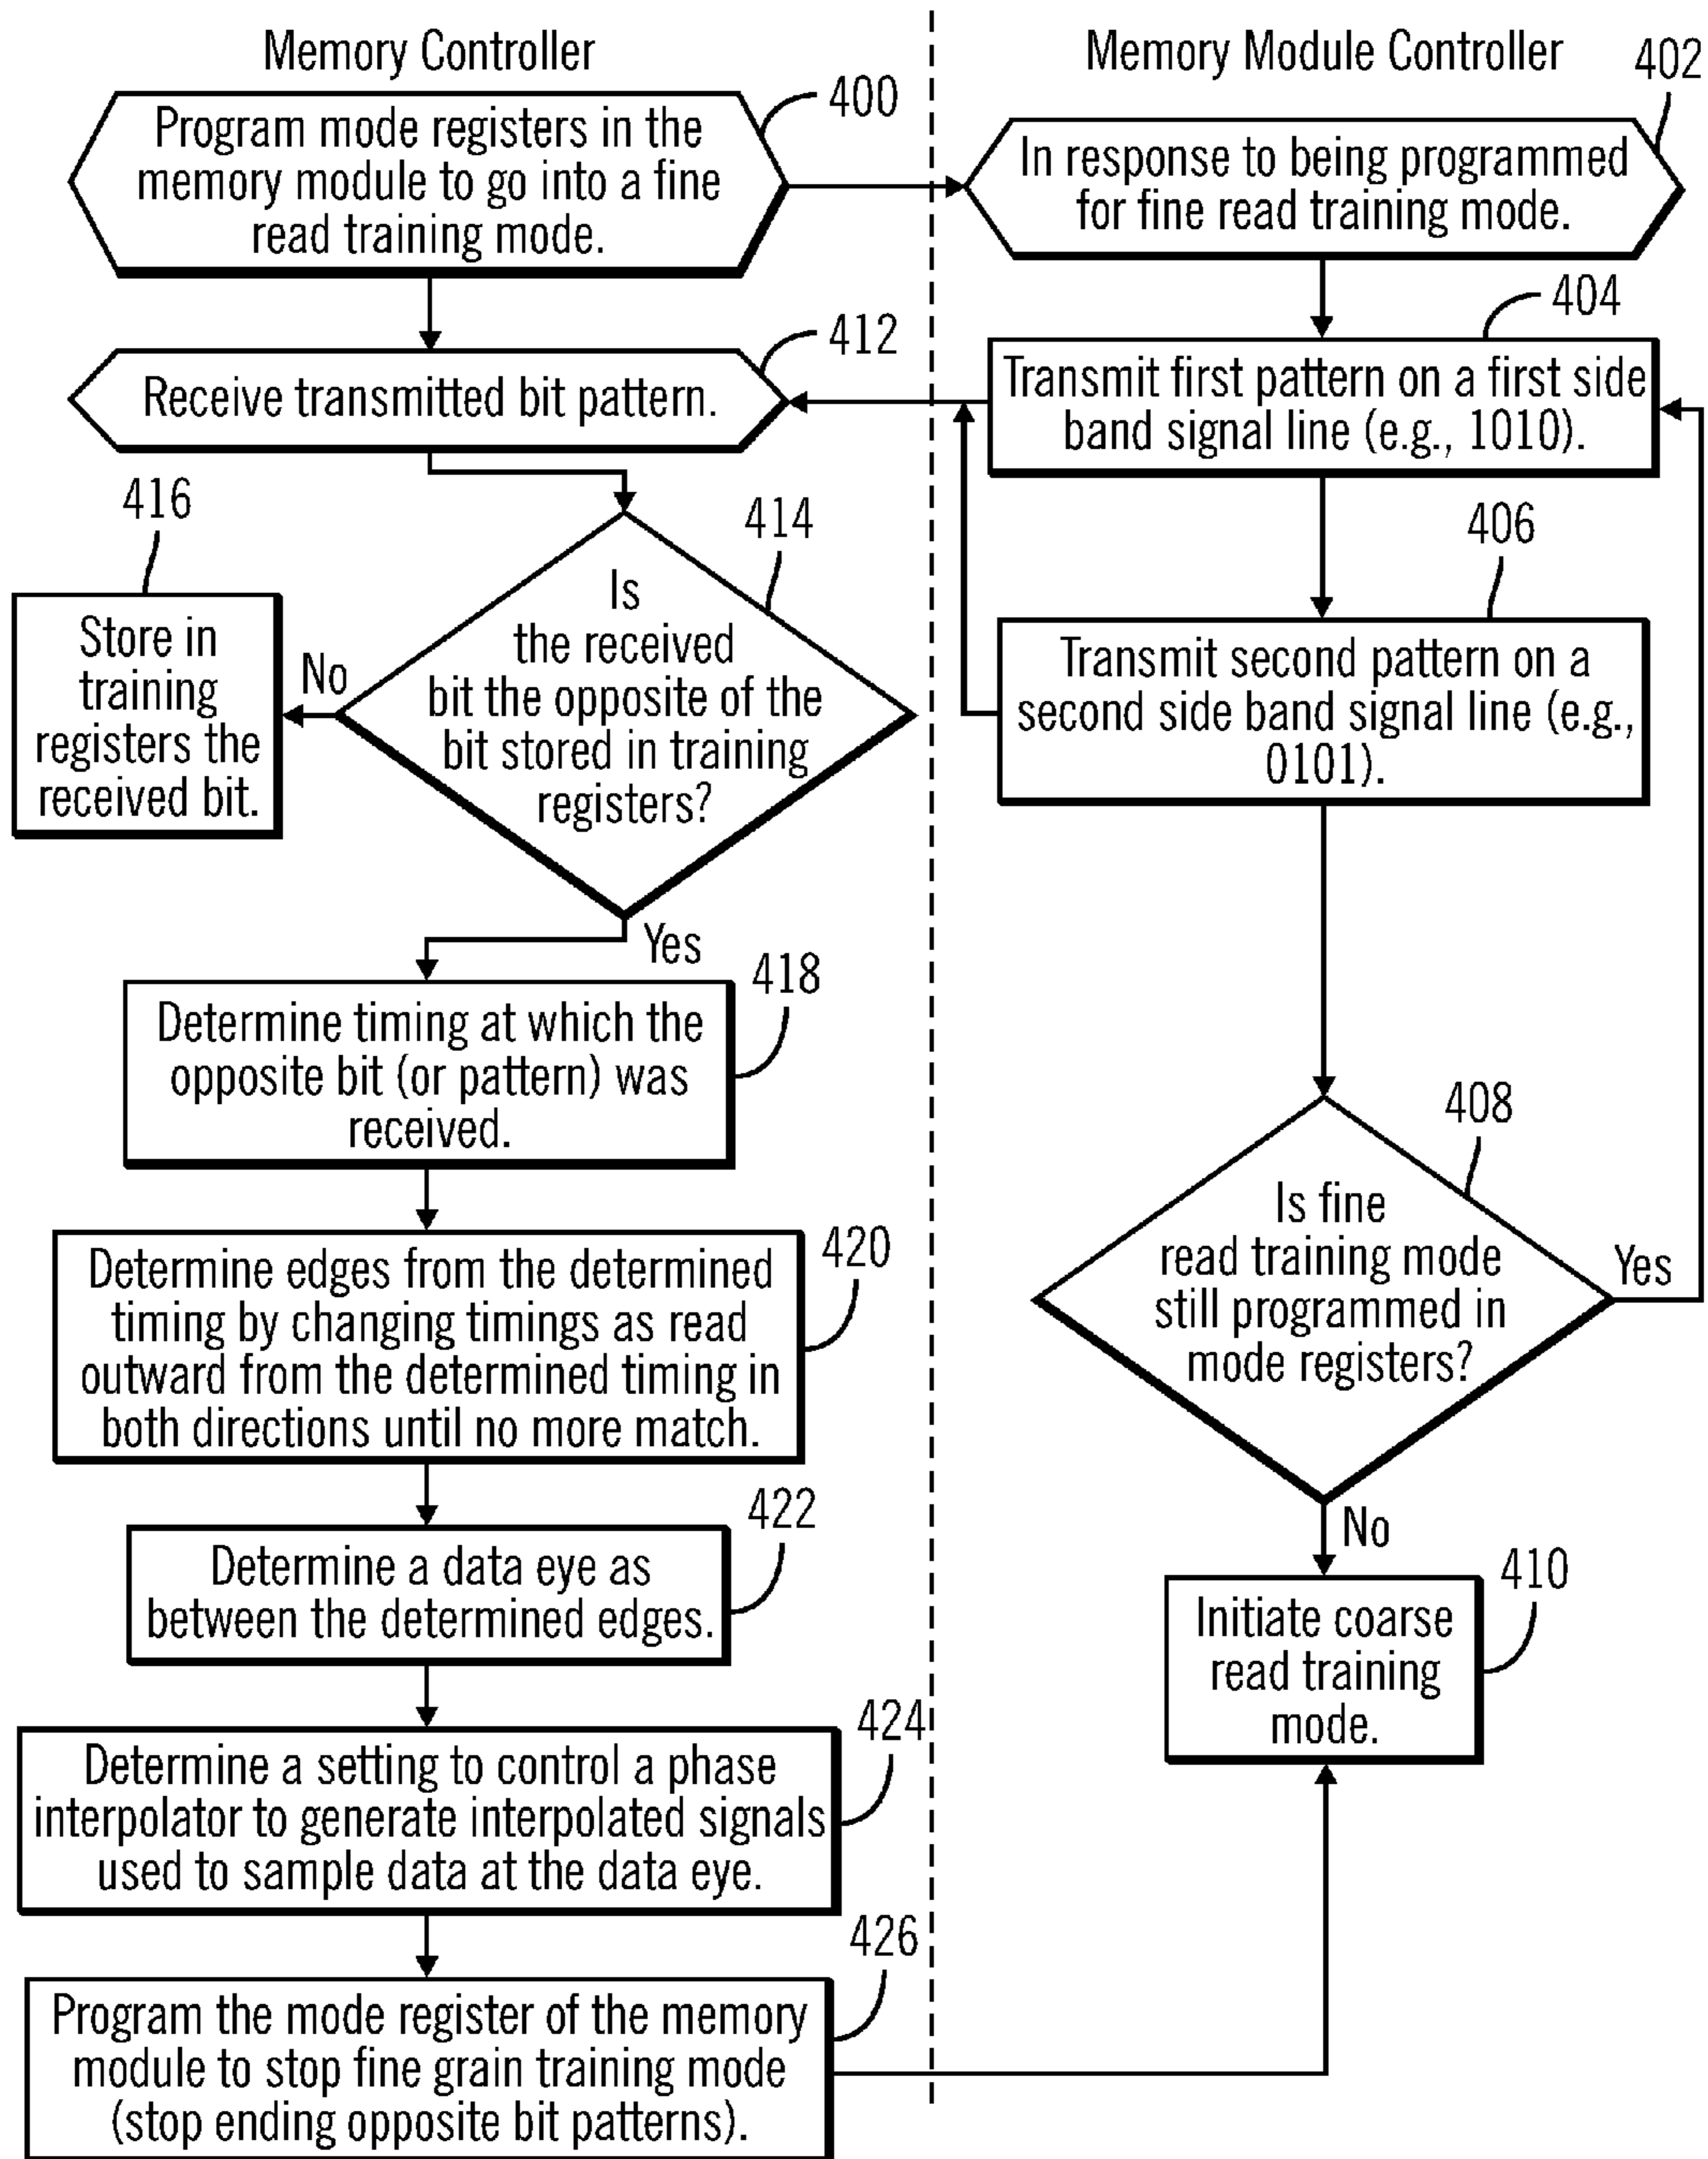 Memory Controller
Memory Module Controller
402
400
Program mode registers in the
memory module to go into a fine
read training mode.
In response to being programmed
for fine read training mode.
404
412
Receive transmitted bit pattern.
Transmit first pattern on a first side
band signal line (e.g., 1010).
416
414
406
Store in
training
registers the
received bit.
No
Is
the received
bit the opposite of the
bit stored in training
registers?
Transmit second pattern on a
second side band signal line (e.g.,
0101).
Yes
418
Determine timing at which the
opposite bit (or pattern) was
received.
408
Is fine
read training mode
still programmed in
mode registers?
Yes
420
Determine edges from the determined
timing by changing timings as read
outward from the determined timing in
both directions until no more match.
422
Determine a data eye as
between the determined edges.
No
410
Initiate coarse
read training
mode.
424
Determine a setting to control a phase
interpolator to generate interpolated signals
used to sample data at the data eye.
426
Program the mode register of the memory
module to stop fine grain training mode
(stop ending opposite bit patterns).